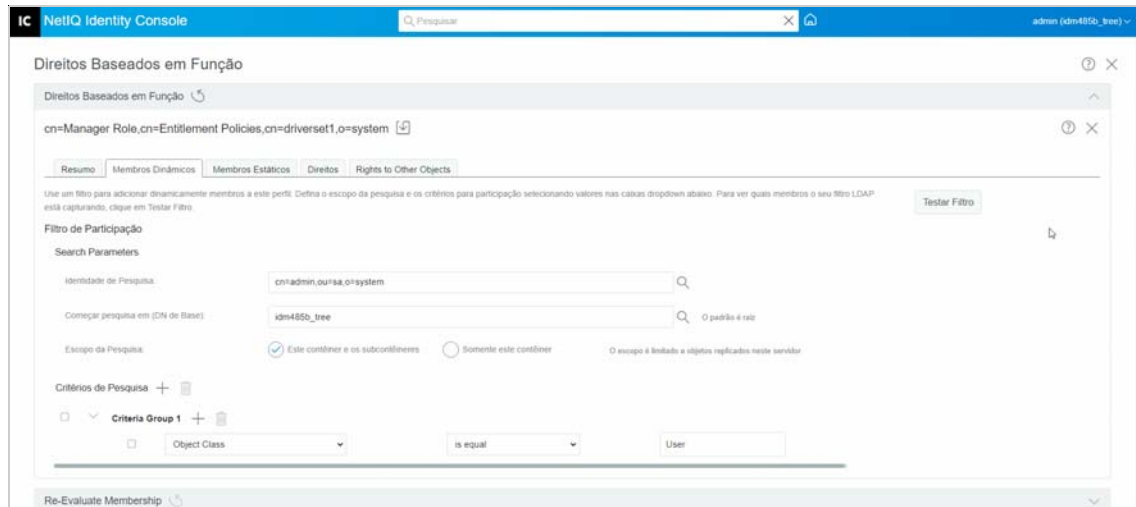 IC NetIQ Identity Console
Pesquisar
admin (idm485b_tree)
Direitos Baseados em Função
Direitos Baseados em Função
cn=Manager Role,cn=Entitlement Policies,cn=driverset1,o=system
Resumo Membros Dinâmicos Membros Estáticos Direitos Rights to Other Objects
Use um filtro para adicionar dinamicamente membros a este perfil. Defina o escopo da pesquisa e os critérios para participação selecionando valores nas caixas dropdown abaixo. Para ver quais membros o seu filtro LDAP
está capturando, clique em Testar Filtro.
Testar Filtro
Filtro de Participação
Search Parameters
Identidade de Pesquisa: cn=admin,ou=sa,o=system
Começar pesquisa em (DN de Base): idm485b_tree O padrão é raiz
Escopo da Pesquisa: Este contêiner e os subcontêineres Somente este contêiner O escopo é limitado a objetos replicados neste servidor
Critérios de Pesquisa
Criteria Group 1
Object Class is equal User
Re-Evaluate Membership